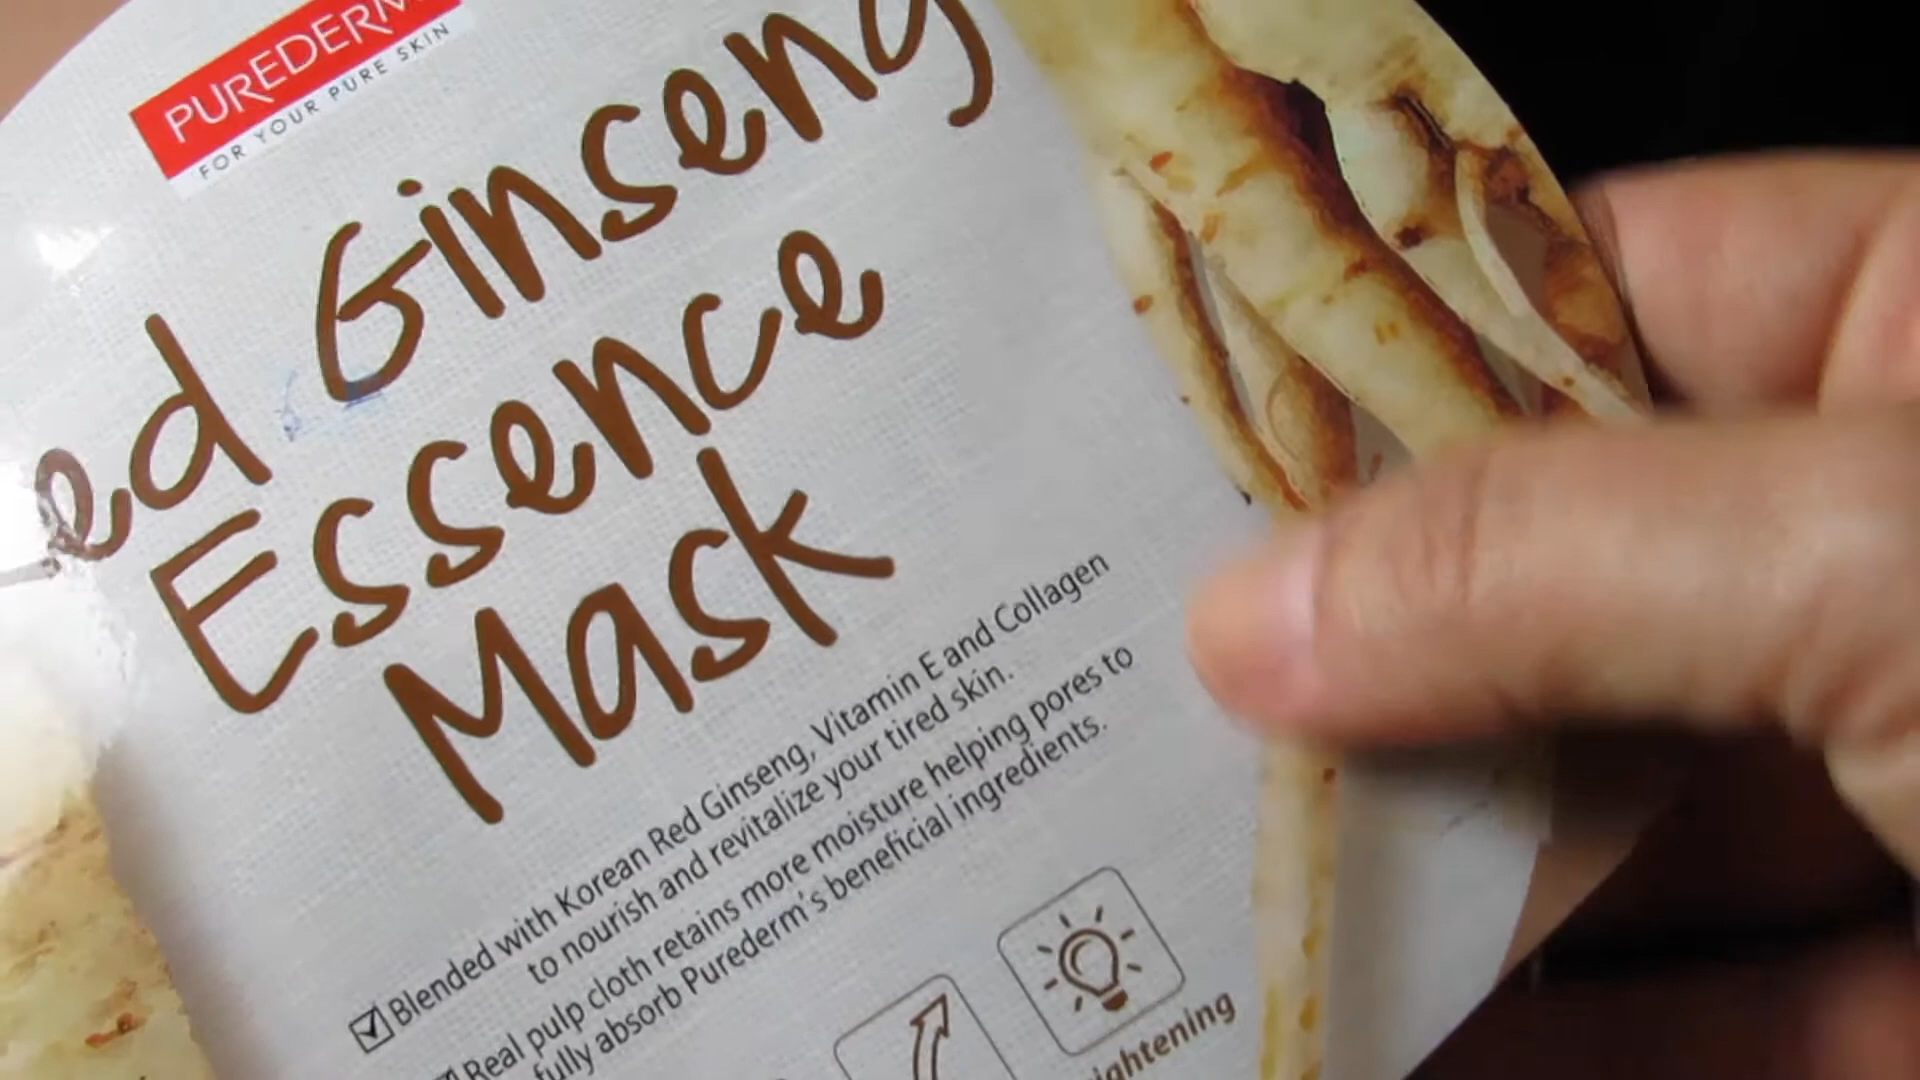 PUREDERM
FOR YOUR PURE SKIN
ed Ginseng
Essence
Mask
Blended with Korean Red Ginseng, Vitamin E and Collagen
to nourish and revitalize your tired skin.
Real pulp cloth retains more moisture helping pores to
fully absorb Purederm's beneficial ingredients.
ightening